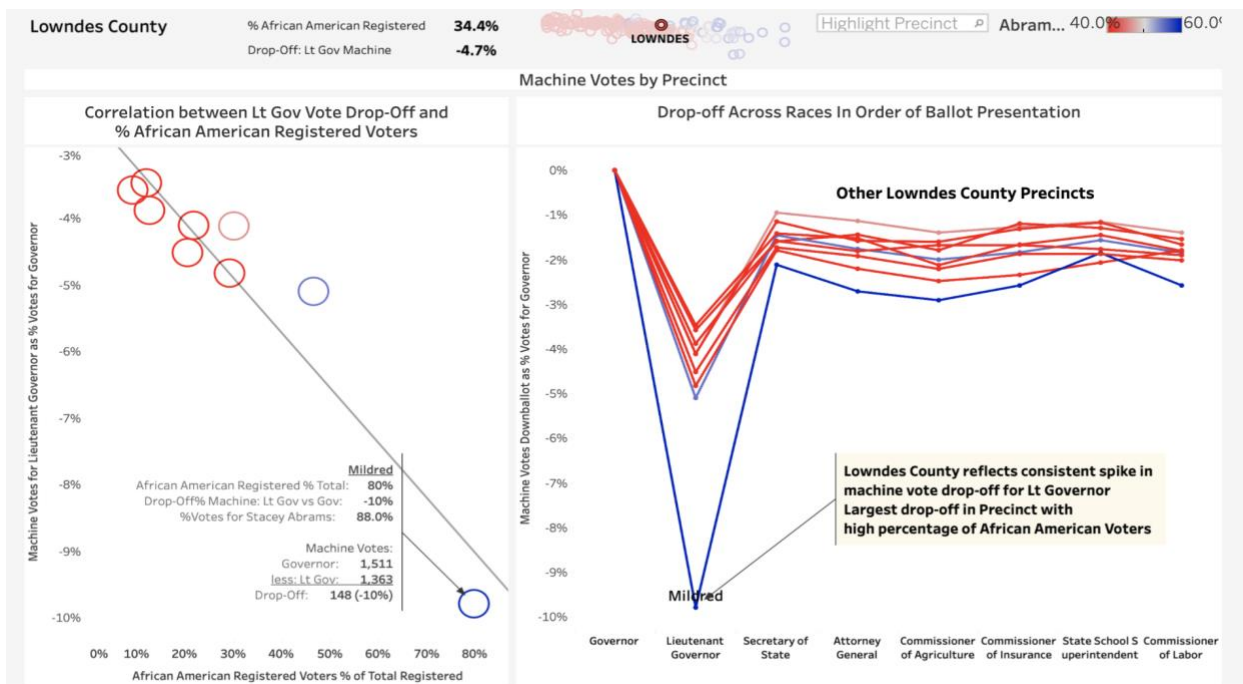 Lowndes County
% African American Registered 34.4%
Drop-Off: Lt Gov Machine -4.7%
LOWNDES
Highlight Precinct
Abram... 40.0% 60.0%
Machine Votes by Precinct
Correlation between Lt Gov Vote Drop-Off and
% African American Registered Voters
Machine Votes for Lieutenant Governor as % Votes for Governor
-3%
-4%
-5%
-6%
-7%
-8%
-9%
-10%
Mildred
African American Registered % Total: 80%
Drop-Off% Machine: Lt Gov vs Gov: -10%
%Votes for Stacey Abrams: 88.0%
Machine Votes:
Governor: 1,511
less: Lt Gov: 1,363
Drop-Off: 148 (-10%)
0% 10% 20% 30% 40% 50% 60% 70% 80%
African American Registered Voters % of Total Registered
Drop-off Across Races In Order of Ballot Presentation
Machine Votes Downballot as % Votes for Governor
0%
-1%
-2%
-3%
-4%
-5%
-6%
-7%
-8%
-9%
-10%
Other Lowndes County Precincts
Lowndes County reflects consistent spike in
machine vote drop-off for Lt Governor
Largest drop-off in Precinct with
high percentage of African American Voters
Mildred
Governor
Lieutenant
Governor
Secretary of
State
Attorney
General
Commissioner
of Agriculture
Commissioner
of Insurance
State School S
uperintendent
Commissioner
of Labor